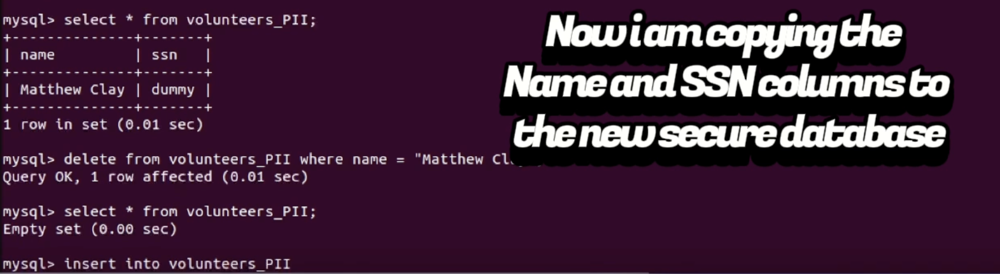 mysql> select * from volunteers_PII;
+--------------+-------+
| name         | ssn   |
+--------------+-------+
| Matthew Clay | dummy |
+--------------+-------+
1 row in set (0.01 sec)
mysql> delete from volunteers_PII where name = "Matthew
Query OK, 1 row affected (0.01 sec)
mysql> select * from volunteers_PII;
Empty set (0.00 sec)
mysql> insert into volunteers_PII
Now i am copying the
Name and SSN columns to
the new secure database